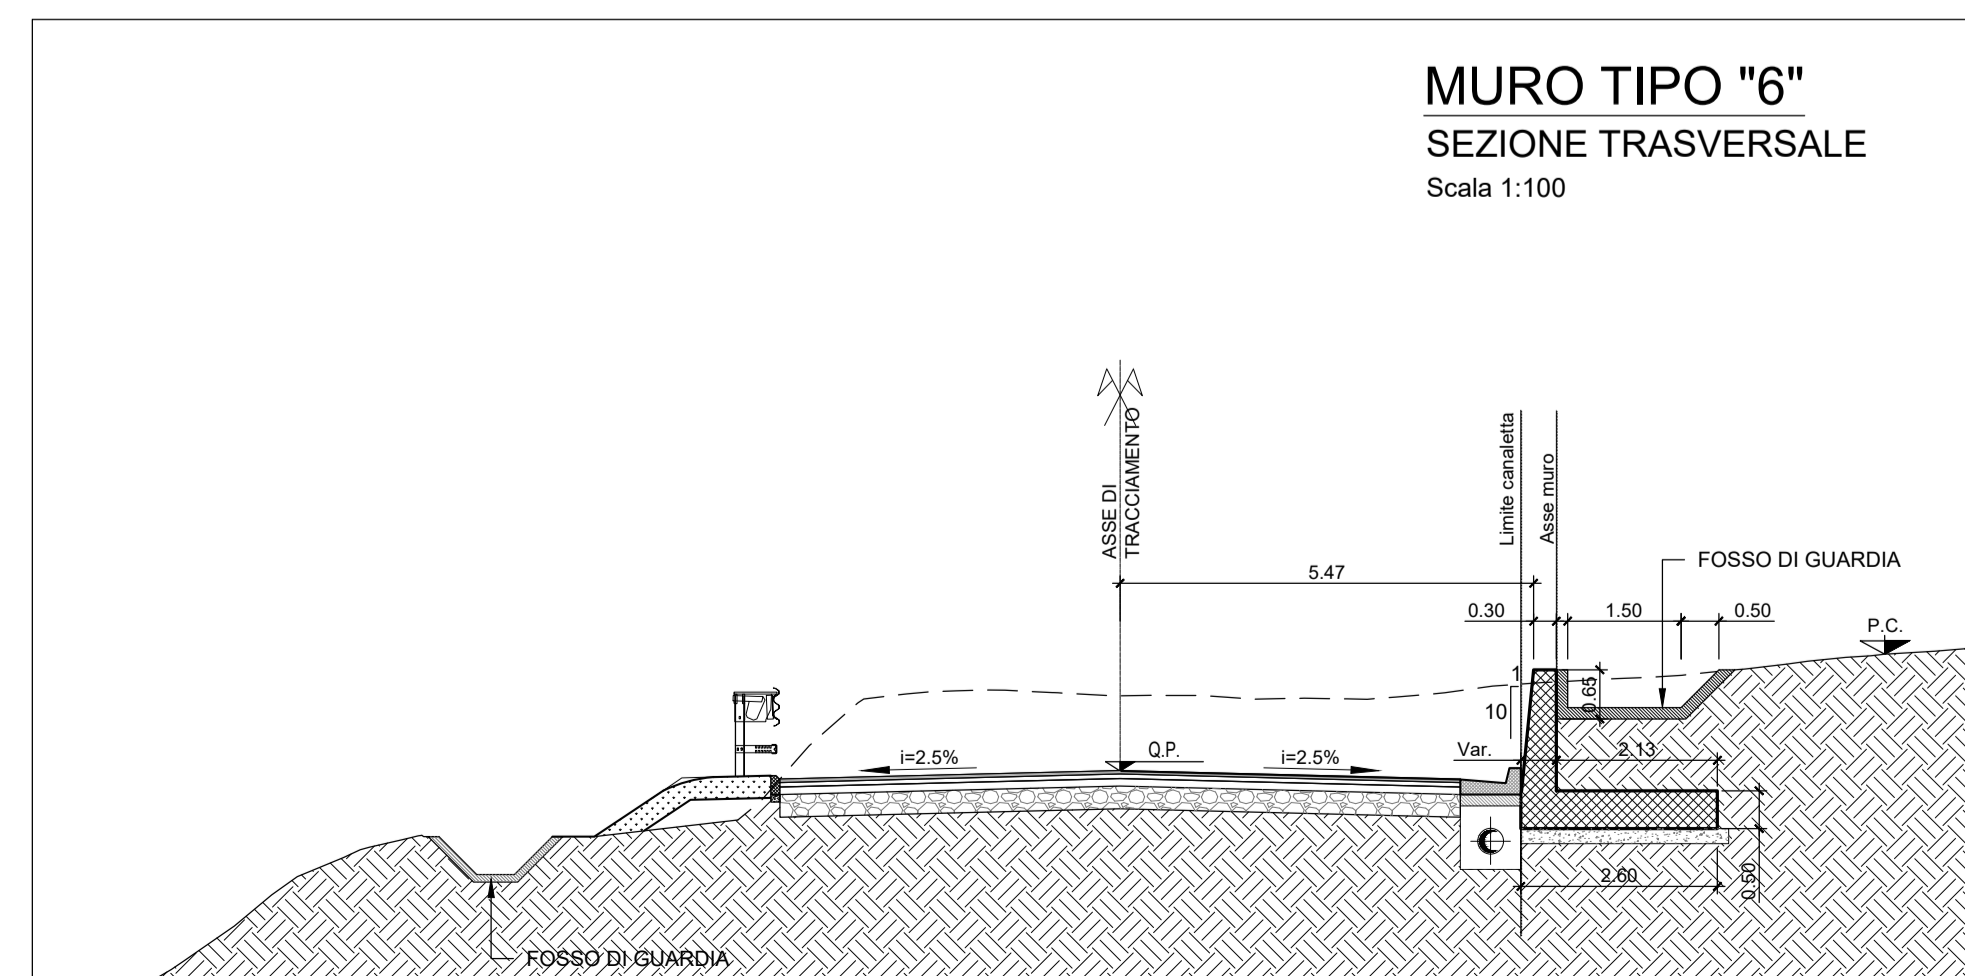 MURO TIPO "6"
SEZIONE TRASVERSALE
Scala 1:100
ASSE DI
TRACCIAMENTO
Limite canaletta
Asse muro
FOSSO DI GUARDIA
5.47
0.30
1.50
0.50
P.C.
1
10
0.65
i=2.5%
Q.P.
i=2.5%
Var.
2.13
2.60
0.50
FOSSO DI GUARDIA